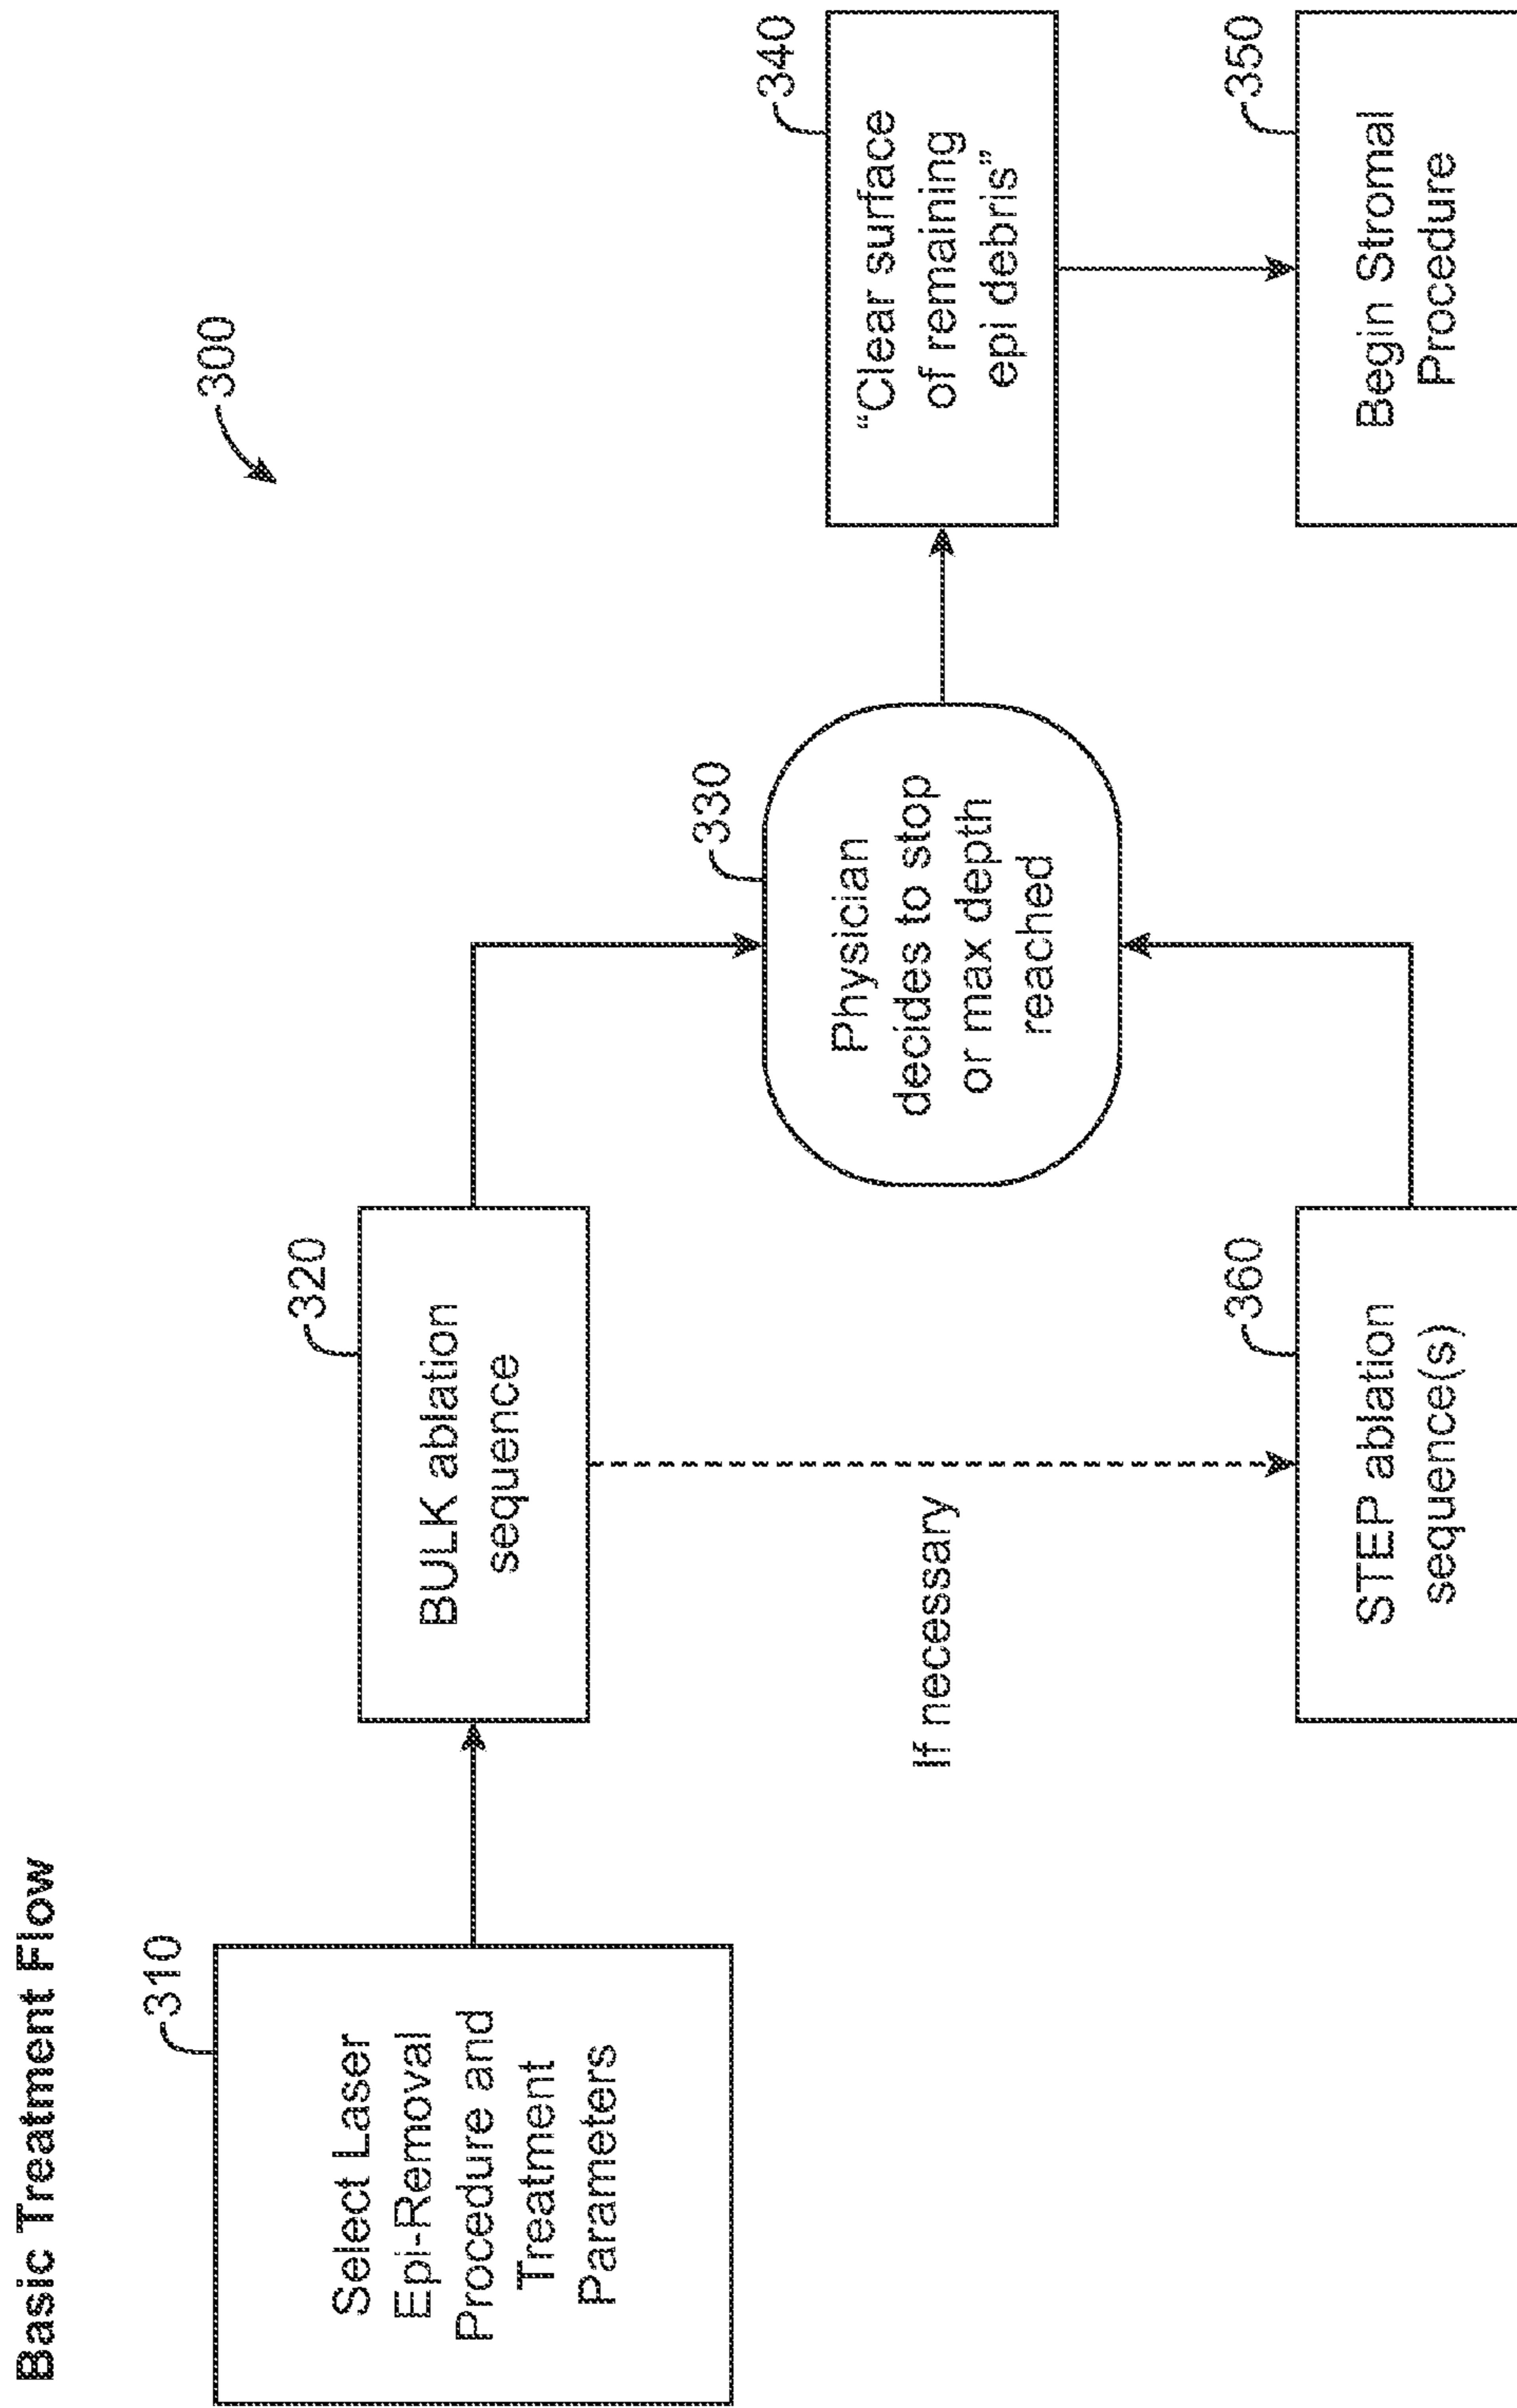 Basic Treatment Flow
300
310
Select Laser
Epi-Removal
Procedure and
Treatment
Parameters
320
BULK ablation
sequence
330
Physician
decides to stop
or max depth
reached
340
“Clear surface
of remaining
epi debris”
If necessary
360
STEP ablation
sequence(s)
350
Begin Stromal
Procedure